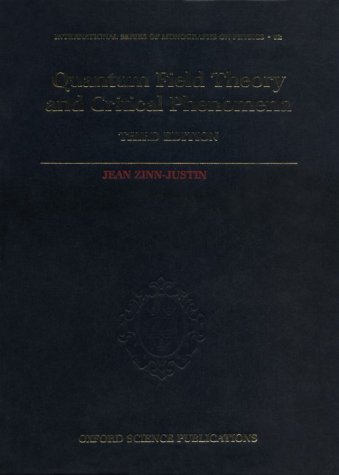 INTERNATIONAL SERIES OF MONOGRAPHS ON PHYSICS • 92
Quantum Field Theory
and Critical Phenomena
THIRD EDITION
JEAN ZINN-JUSTIN
OXFORD SCIENCE PUBLICATIONS